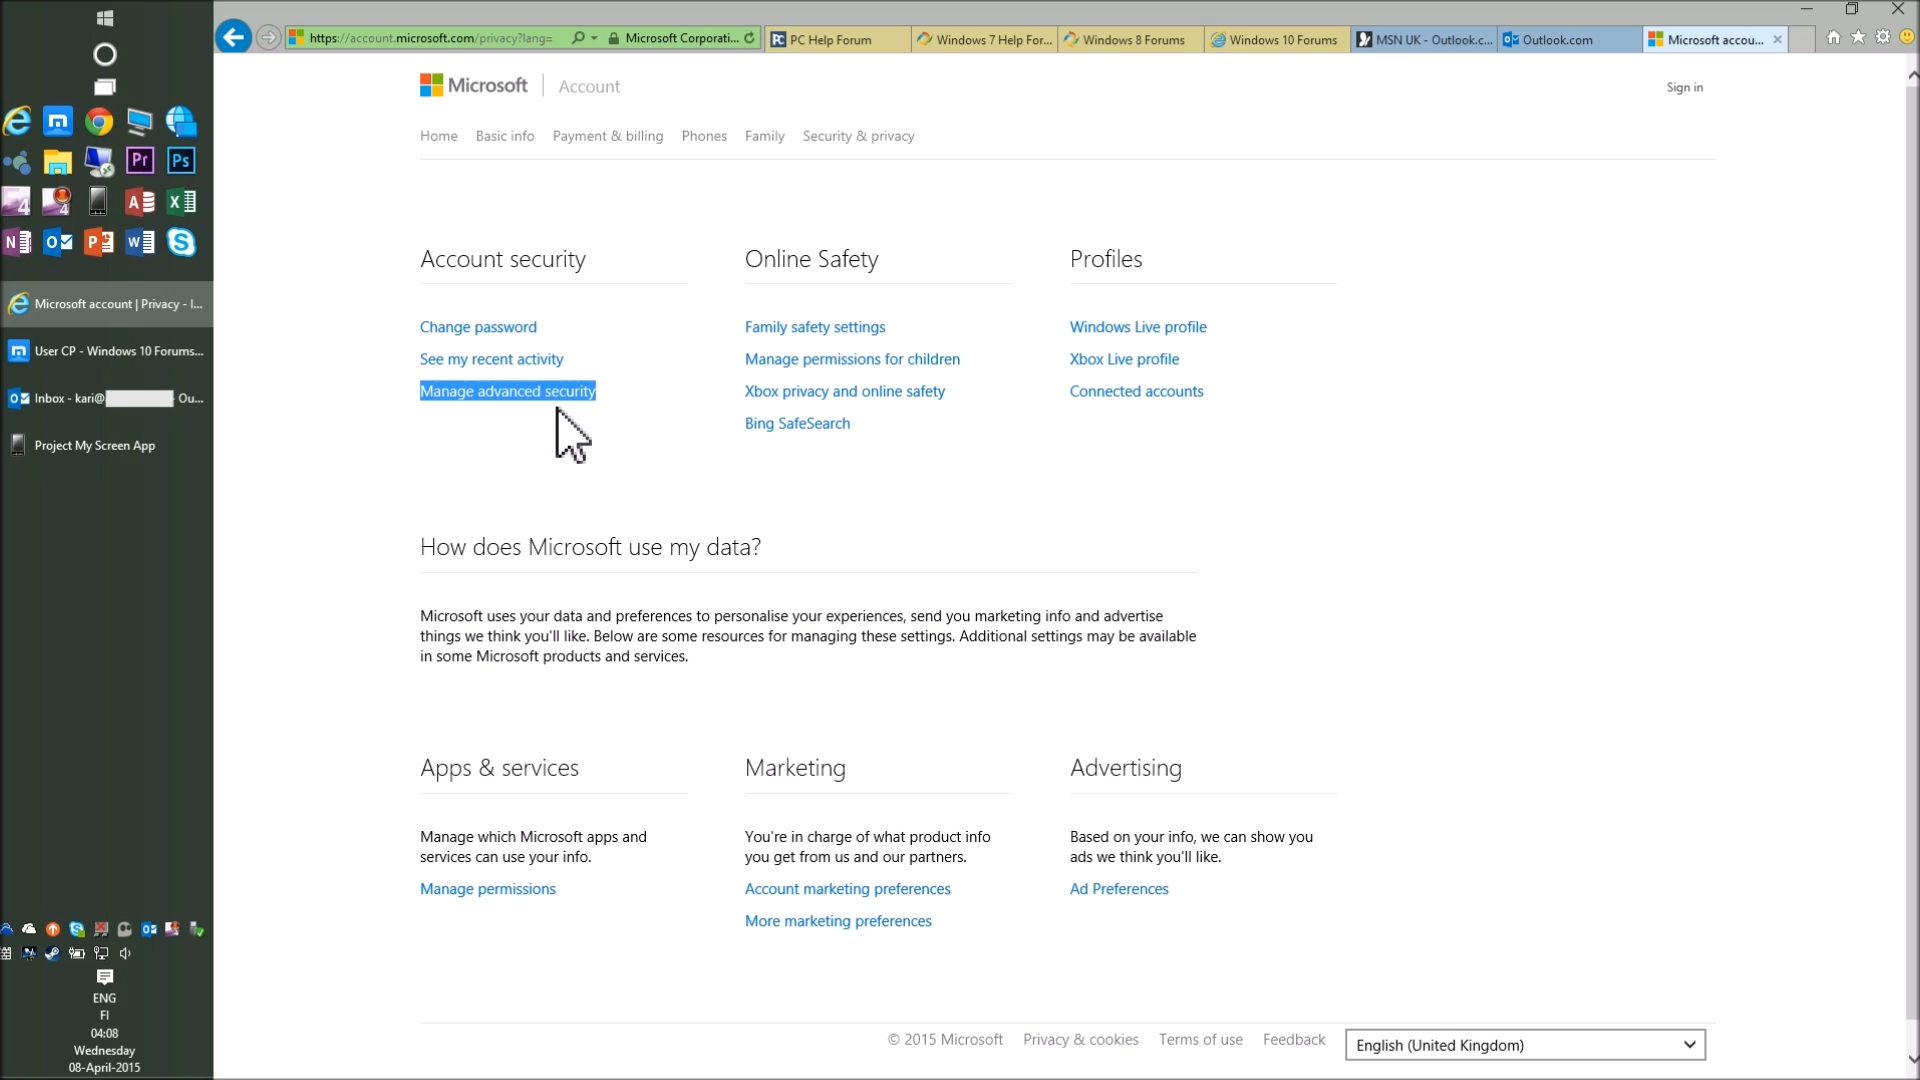 https://account.microsoft.com/privacy?lang=
Microsoft Corporati...
PC Help Forum
Windows 7 Help For...
Windows 8 Forums
Windows 10 Forums
MSN UK - Outlook.c...
Outlook.com
Microsoft accou...
Microsoft
Account
Sign in
Home
Basic info
Payment & billing
Phones
Family
Security & privacy
Account security
Change password
See my recent activity
Manage advanced security
Online Safety
Family safety settings
Manage permissions for children
Xbox privacy and online safety
Bing SafeSearch
Profiles
Windows Live profile
Xbox Live profile
Connected accounts
How does Microsoft use my data?
Microsoft uses your data and preferences to personalise your experiences, send you marketing info and advertise
things we think you'll like. Below are some resources for managing these settings. Additional settings may be available
in some Microsoft products and services.
Apps & services
Manage which Microsoft apps and
services can use your info.
Manage permissions
Marketing
You're in charge of what product info
you get from us and our partners.
Account marketing preferences
More marketing preferences
Advertising
Based on your info, we can show you
ads we think you'll like.
Ad Preferences
© 2015 Microsoft
Privacy & cookies
Terms of use
Feedback
English (United Kingdom)
Pr
Ps
Microsoft account | Privacy - I...
User CP - Windows 10 Forums...
Inbox - kari@ Ou...
Project My Screen App
ENG
FI
04:08
Wednesday
08-April-2015